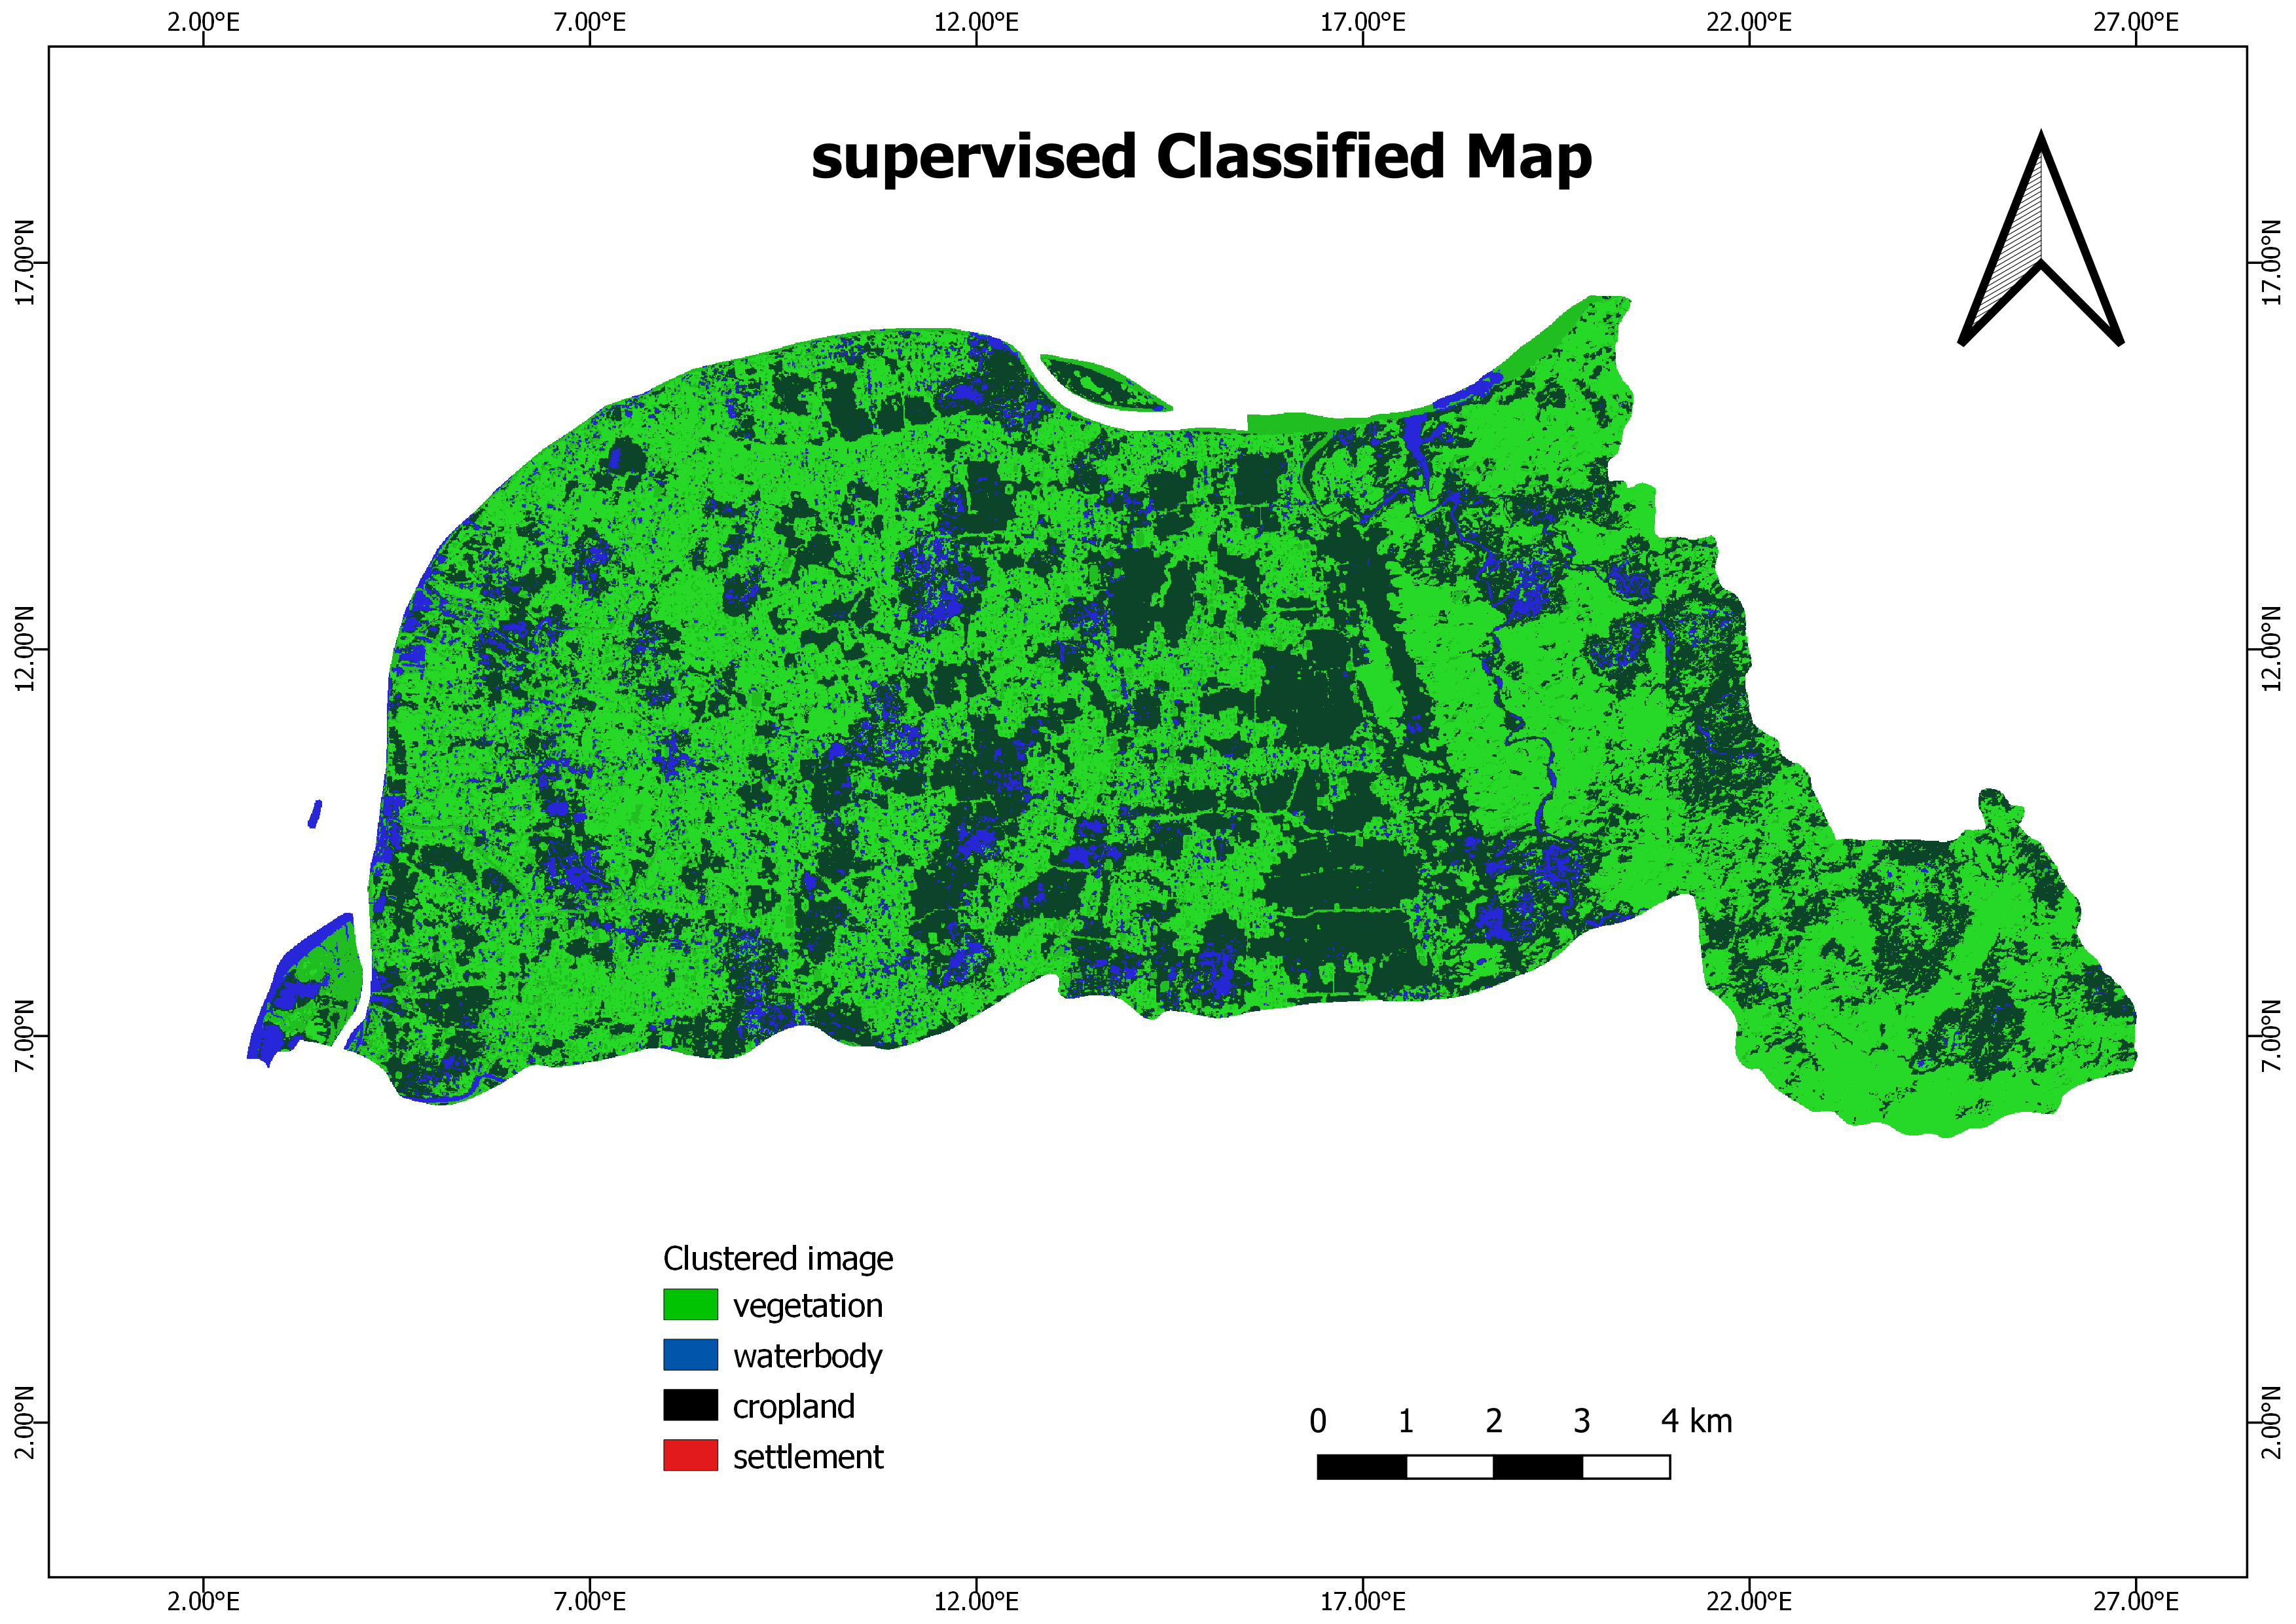 2.00°E 7.00°E 12.00°E 17.00°E 22.00°E 27.00°E
supervised Classified Map
17.00°N 17.00°N
12.00°N 12.00°N
7.00°N 7.00°N
Clustered image
vegetation
waterbody
cropland
settlement
0 1 2 3 4 km
2.00°N 2.00°N
2.00°E 7.00°E 12.00°E 17.00°E 22.00°E 27.00°E